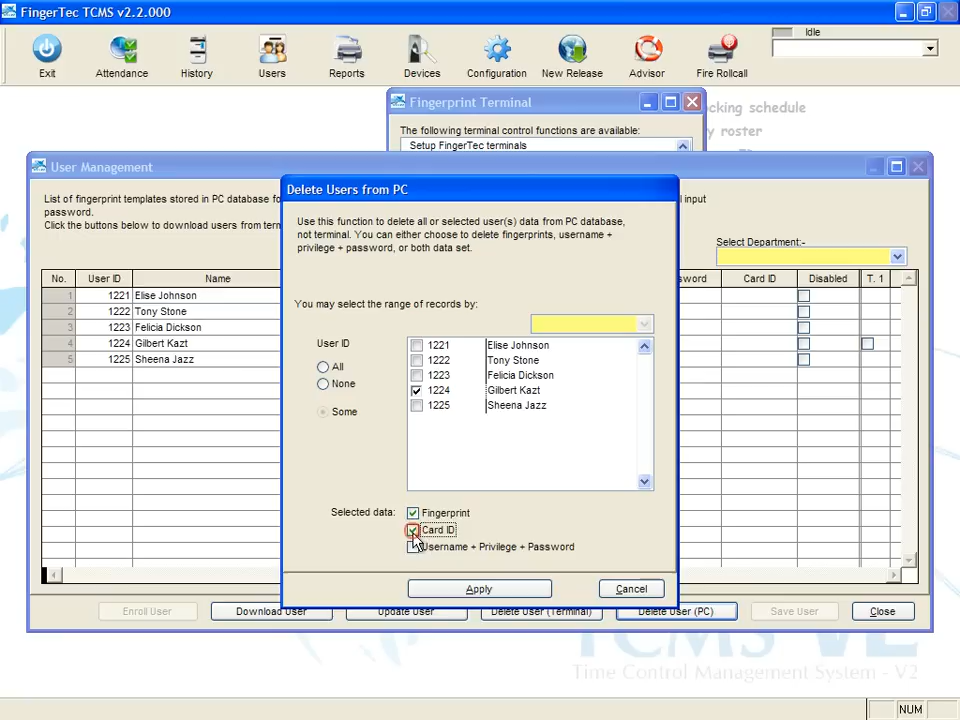 FingerTec TCMS v2.2.000
Exit
Attendance
History
Users
Reports
Devices
Configuration
New Release
Advisor
Fire Rollcall
Idle
ocking schedule
y roster
Fingerprint Terminal
The following terminal control functions are available:
Setup FingerTec terminals
User Management
List of fingerprint templates stored in PC database fo
password.
Click the buttons below to download users from term
l input
Select Department:-
No. User ID Name
sword Card ID Disabled T. 1
1 1221 Elise Johnson
2 1222 Tony Stone
3 1223 Felicia Dickson
4 1224 Gilbert Kazt
5 1225 Sheena Jazz
Delete Users from PC
Use this function to delete all or selected user(s) data from PC database,
not terminal. You can either choose to delete fingerprints, username +
privilege + password, or both data set.
You may select the range of records by:
User ID
All
None
Some
1221 Elise Johnson
1222 Tony Stone
1223 Felicia Dickson
1224 Gilbert Kazt
1225 Sheena Jazz
Selected data:
Fingerprint
Card ID
Username + Privilege + Password
Apply
Cancel
Enroll User
Download User
Update User
Delete User (Terminal)
Delete User (PC)
Save User
Close
TCMS V2
Time Control Management System - V2
NUM